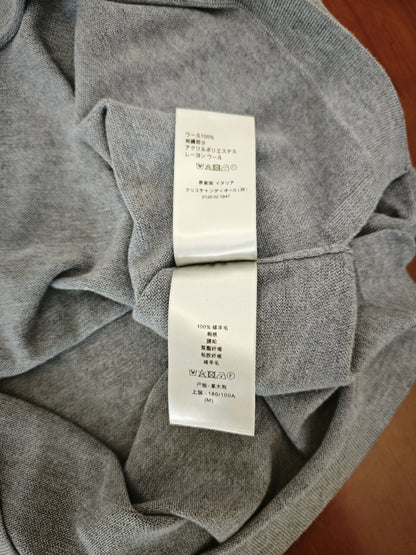 ウール100%
刺繍部分
アクリルポリエステル
レーヨン ウール
原産国 イタリア
クリスチャンディオール(同)
0120-02-1947
100% 绵羊毛
刺绣
腈纶
聚酯纤维
粘胶纤维
绵羊毛
产地:意大利
上装 - 180/100A
(M)